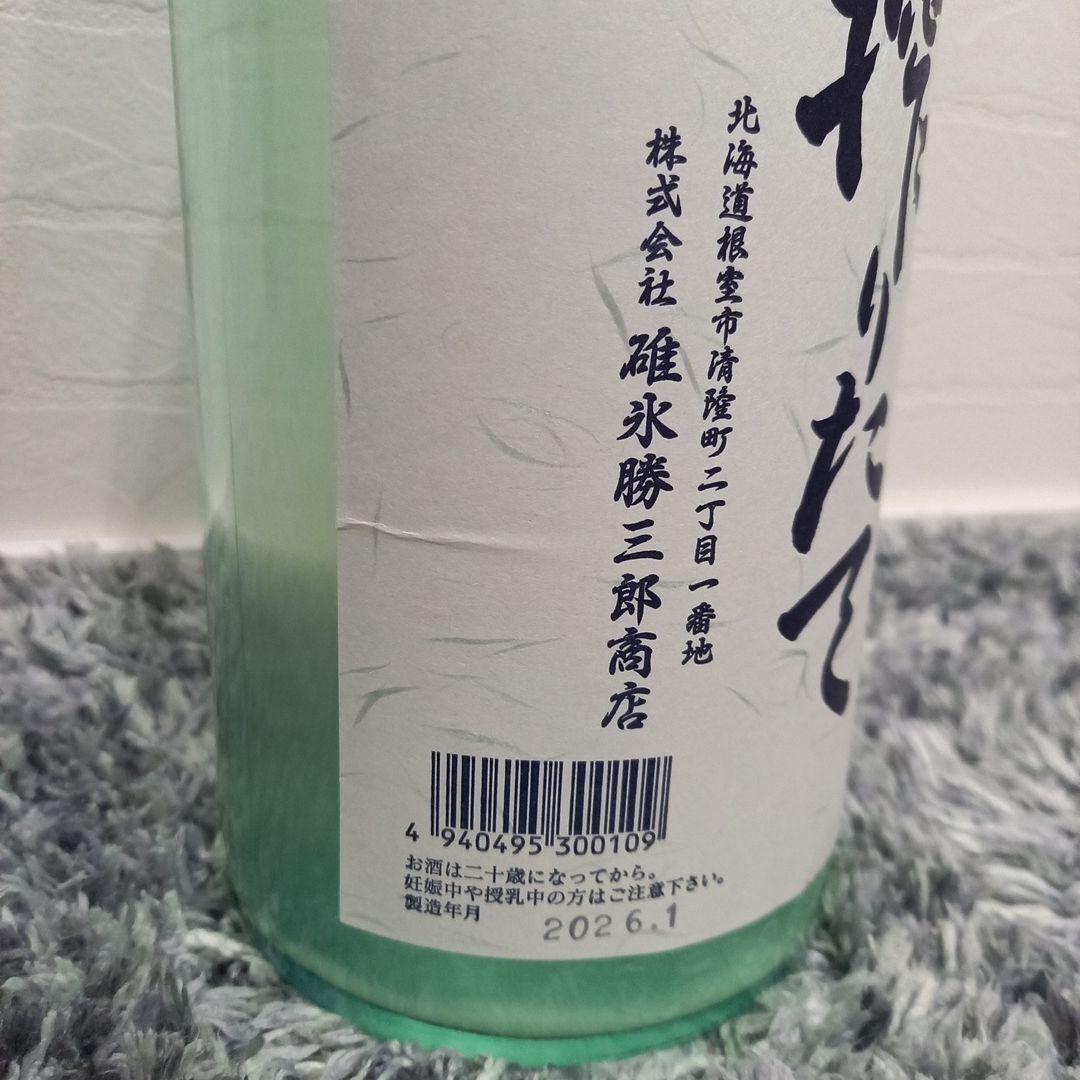 搾りたて
北海道根室市清隆町二丁目一番地
株式会社 碓氷勝三郎商店
4 940495 300109
お酒は二十歳になってから。
妊娠中や授乳中の方はご注意下さい。
製造年月 2026.1